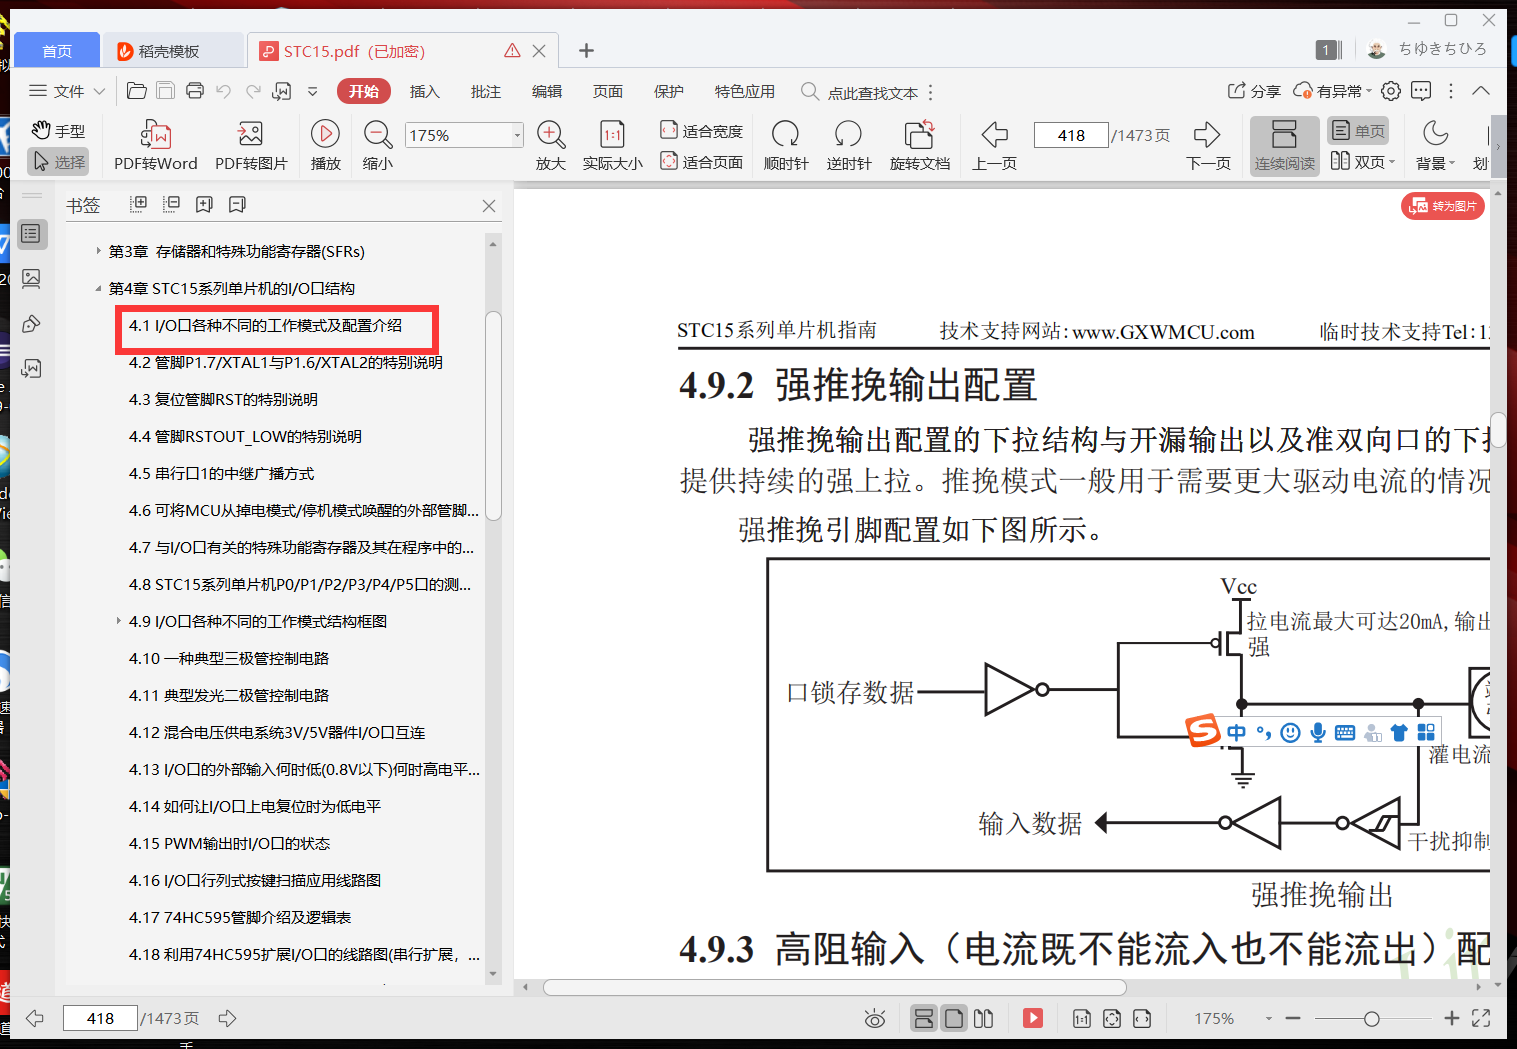 首页
稻壳模板
STC15.pdf（已加密）
1
ちゆきちひろ
文件
开始
插入
批注
编辑
页面
保护
特色应用
点此查找文本
分享
有异常
手型
选择
PDF转Word
PDF转图片
播放
缩小
175%
放大
1:1
实际大小
适合宽度
适合页面
顺时针
逆时针
旋转文档
上一页
418
/1473页
下一页
连续阅读
单页
双页
背景
划
书签
转为图片
第3章 存储器和特殊功能寄存器(SFRs)
第4章 STC15系列单片机的I/O口结构
4.1 I/O口各种不同的工作模式及配置介绍
4.2 管脚P1.7/XTAL1与P1.6/XTAL2的特别说明
4.3 复位管脚RST的特别说明
4.4 管脚RSTOUT_LOW的特别说明
4.5 串行口1的中继广播方式
4.6 可将MCU从掉电模式/停机模式唤醒的外部管脚...
4.7 与I/O口有关的特殊功能寄存器及其在程序中的...
4.8 STC15系列单片机P0/P1/P2/P3/P4/P5口的测...
4.9 I/O口各种不同的工作模式结构框图
4.10 一种典型三极管控制电路
4.11 典型发光二极管控制电路
4.12 混合电压供电系统3V/5V器件I/O口互连
4.13 I/O口的外部输入何时低(0.8V以下)何时高电平...
4.14 如何让I/O口上电复位时为低电平
4.15 PWM输出时I/O口的状态
4.16 I/O口行列式按键扫描应用线路图
4.17 74HC595管脚介绍及逻辑表
4.18 利用74HC595扩展I/O口的线路图(串行扩展，...
STC15系列单片机指南 技术支持网站：www.GXWMCU.com 临时技术支持Tel:1
4.9.2 强推挽输出配置
强推挽输出配置的下拉结构与开漏输出以及准双向口的下
提供持续的强上拉。推挽模式一般用于需要更大驱动电流的情况
强推挽引脚配置如下图所示。
Vcc
拉电流最大可达20mA,输出
强
口锁存数据
中
灌电流
输入数据
干扰抑制
强推挽输出
4.9.3 高阻输入（电流既不能流入也不能流出）配
418
/1473页
1:1
175%